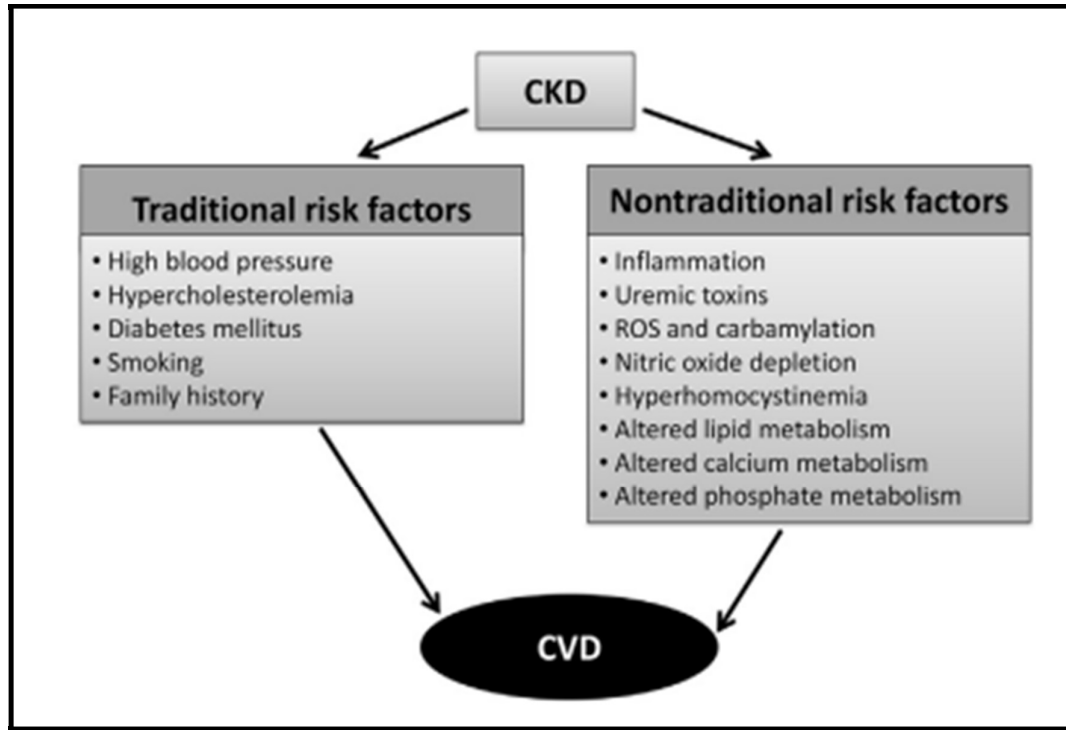 CKD
Traditional risk factors
• High blood pressure
• Hypercholesterolemia
• Diabetes mellitus
• Smoking
• Family history
Nontraditional risk factors
• Inflammation
• Uremic toxins
• ROS and carbamylation
• Nitric oxide depletion
• Hyperhomocystinemia
• Altered lipid metabolism
• Altered calcium metabolism
• Altered phosphate metabolism
CVD